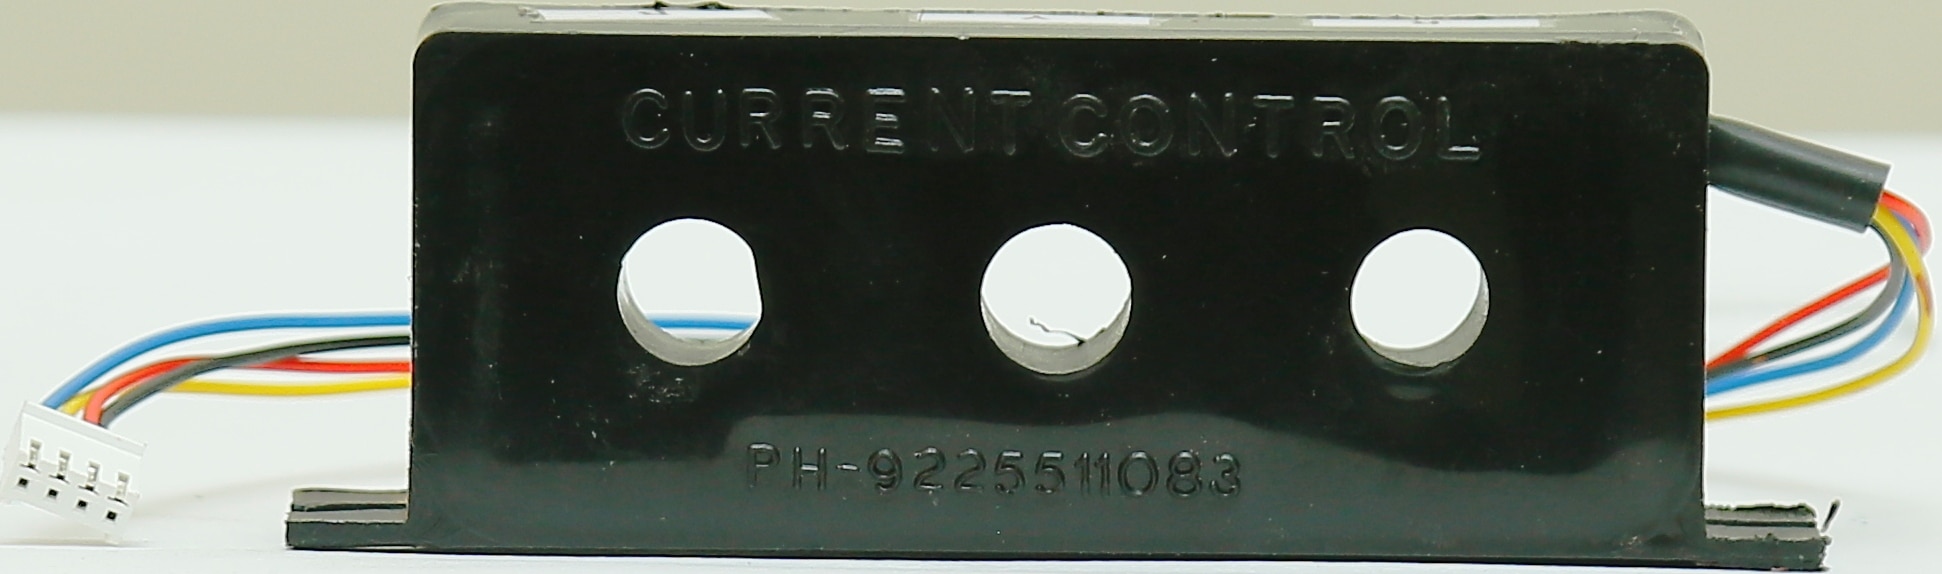 CURRENT CONTROL
PH-9225511083